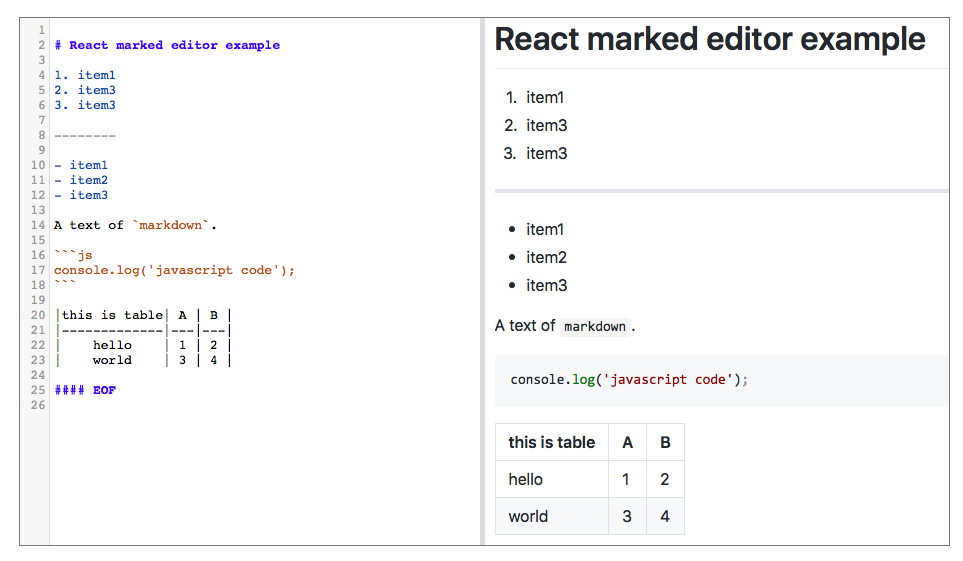 1
2 # React marked editor example
3
4 1. item1
5 2. item3
6 3. item3
7
8 --------
9
10 - item1
11 - item2
12 - item3
13
14 A text of `markdown`.
15
16 ```js
17 console.log('javascript code');
18 ```
19
20 |this is table| A | B |
21 |-------------|---|---|
22 |    hello    | 1 | 2 |
23 |    world    | 3 | 4 |
24
25 #### EOF
26
React marked editor example
1. item1
2. item3
3. item3
• item1
• item2
• item3
A text of markdown.
console.log('javascript code');
this is table A B
hello 1 2
world 3 4